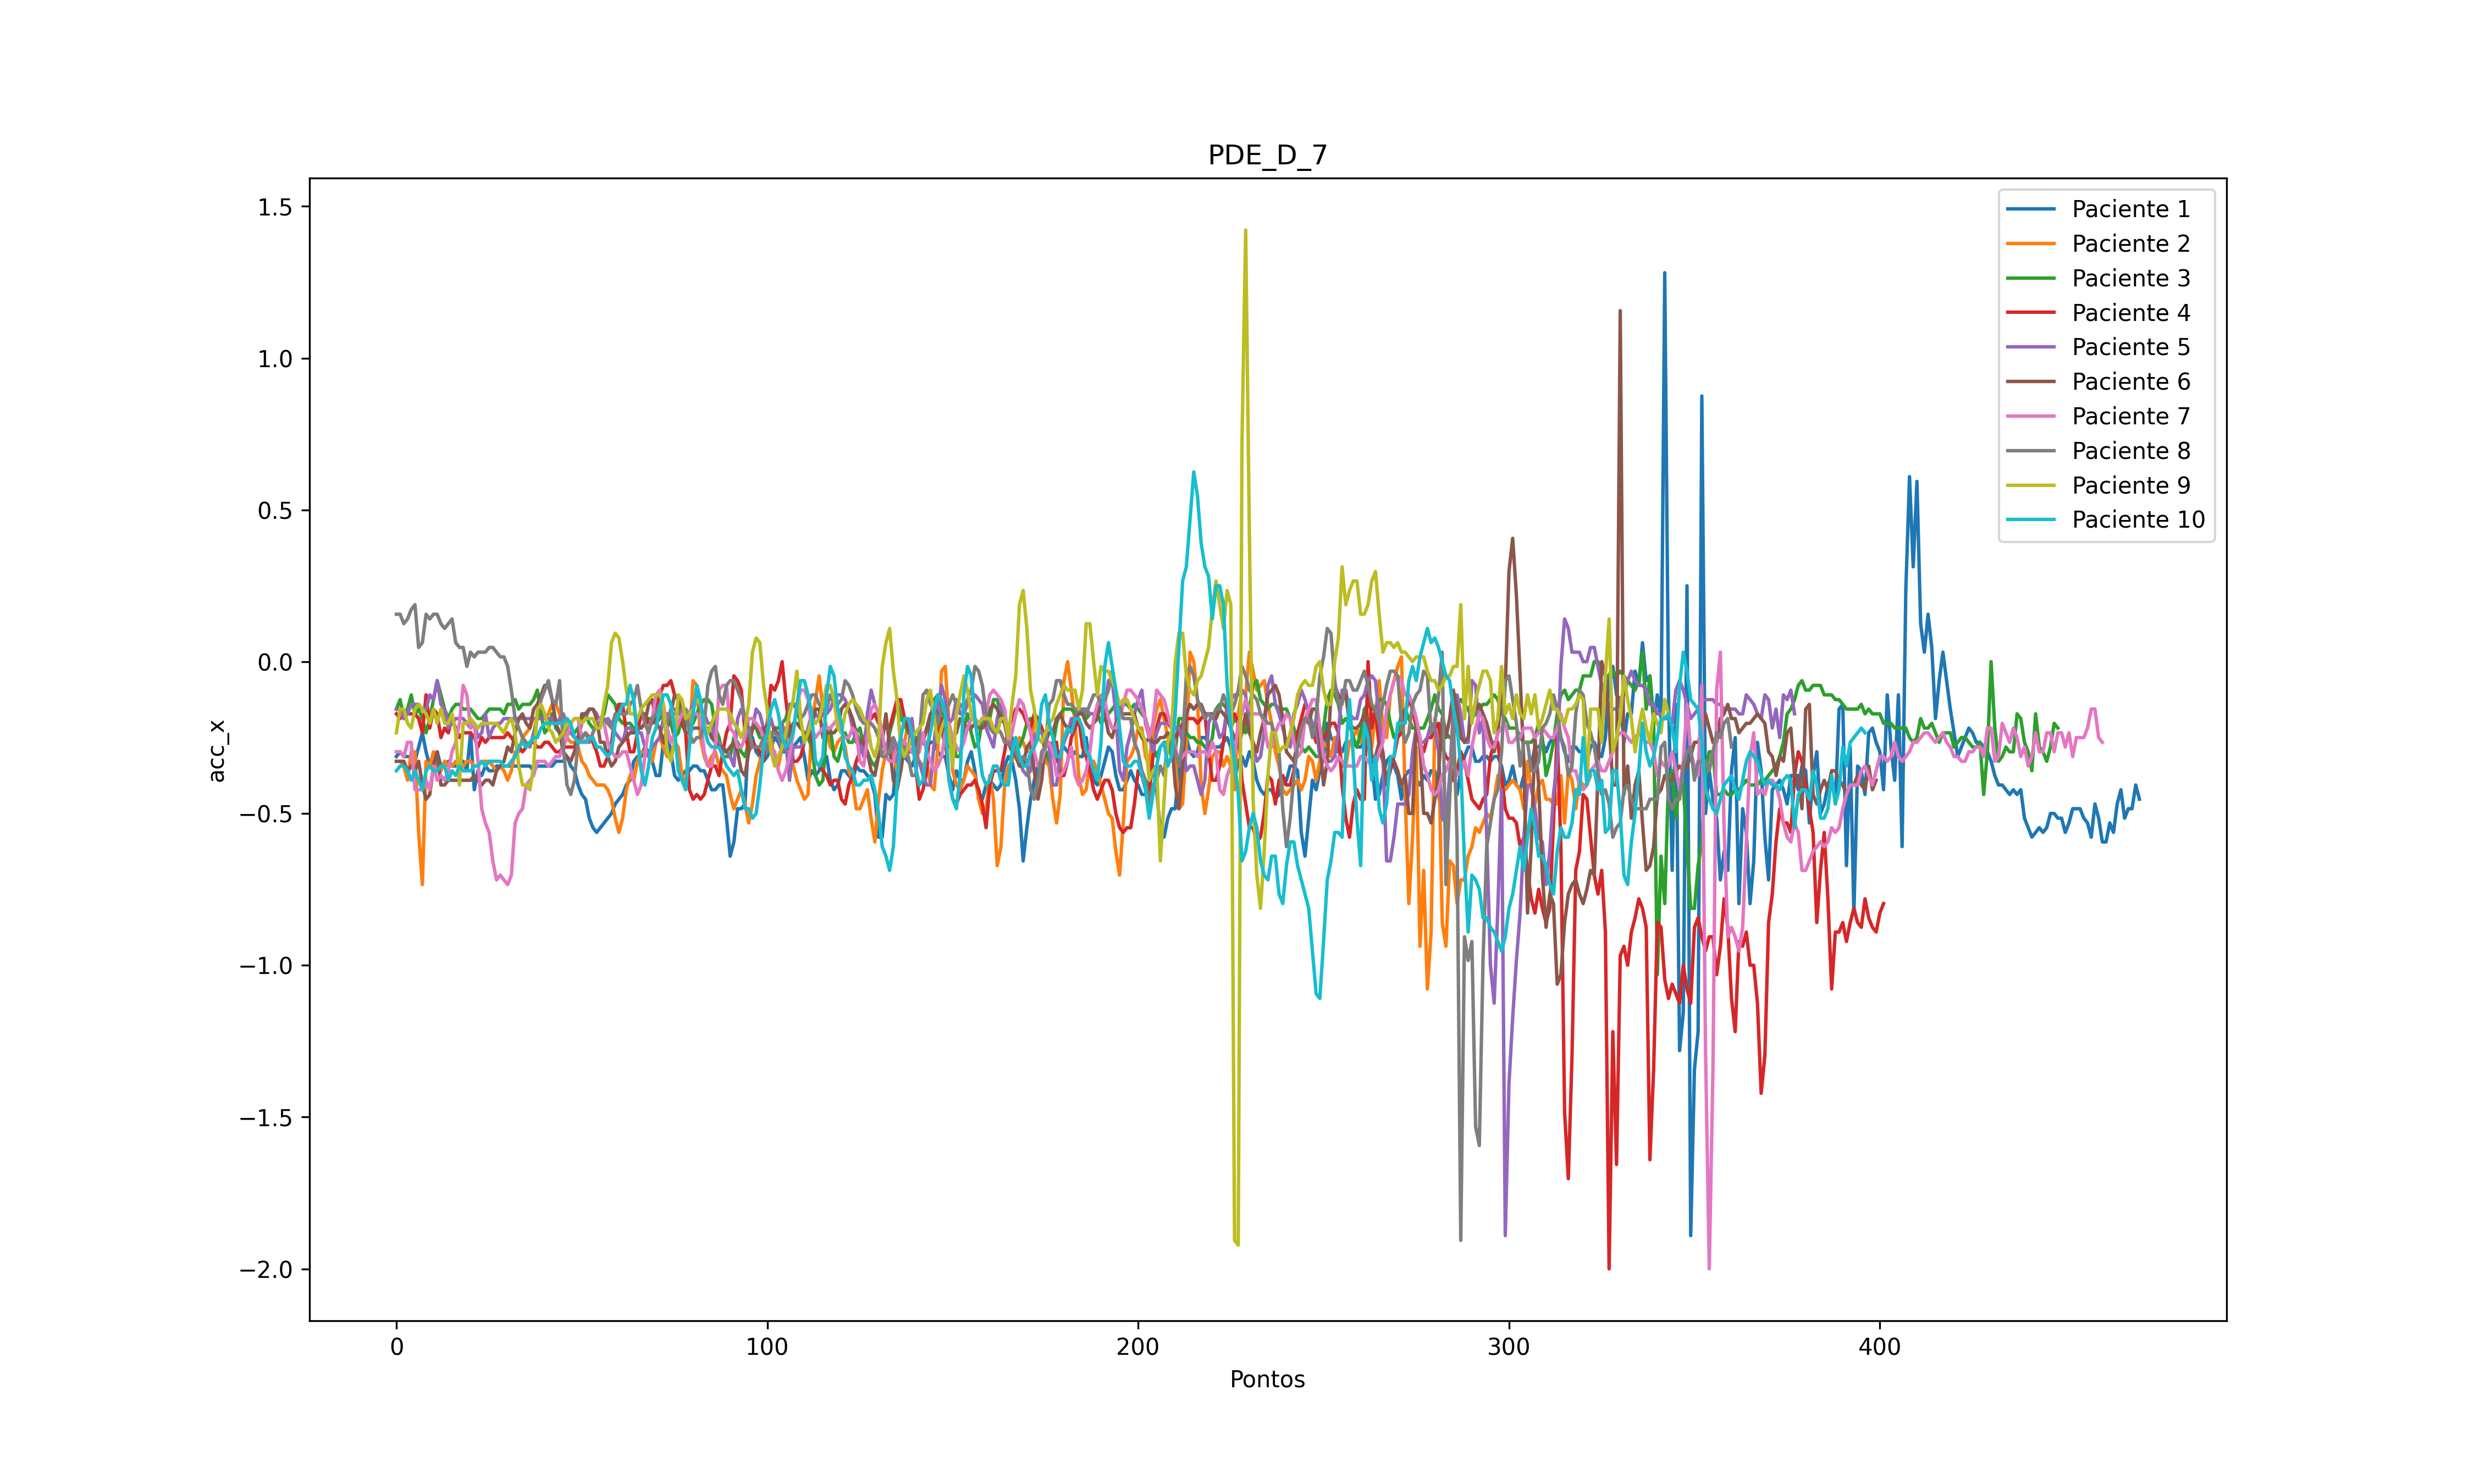 PDE_D_7
1.5
1.0
0.5
0.0
−0.5
−1.0
−1.5
−2.0
acc_x
0 100 200 300 400
Pontos
Paciente 1
Paciente 2
Paciente 3
Paciente 4
Paciente 5
Paciente 6
Paciente 7
Paciente 8
Paciente 9
Paciente 10